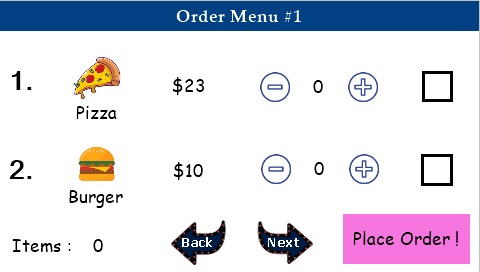 Order Menu #1
1. $23 0
Pizza
2. $10 0
Burger
Items : 0 Back Next Place Order !